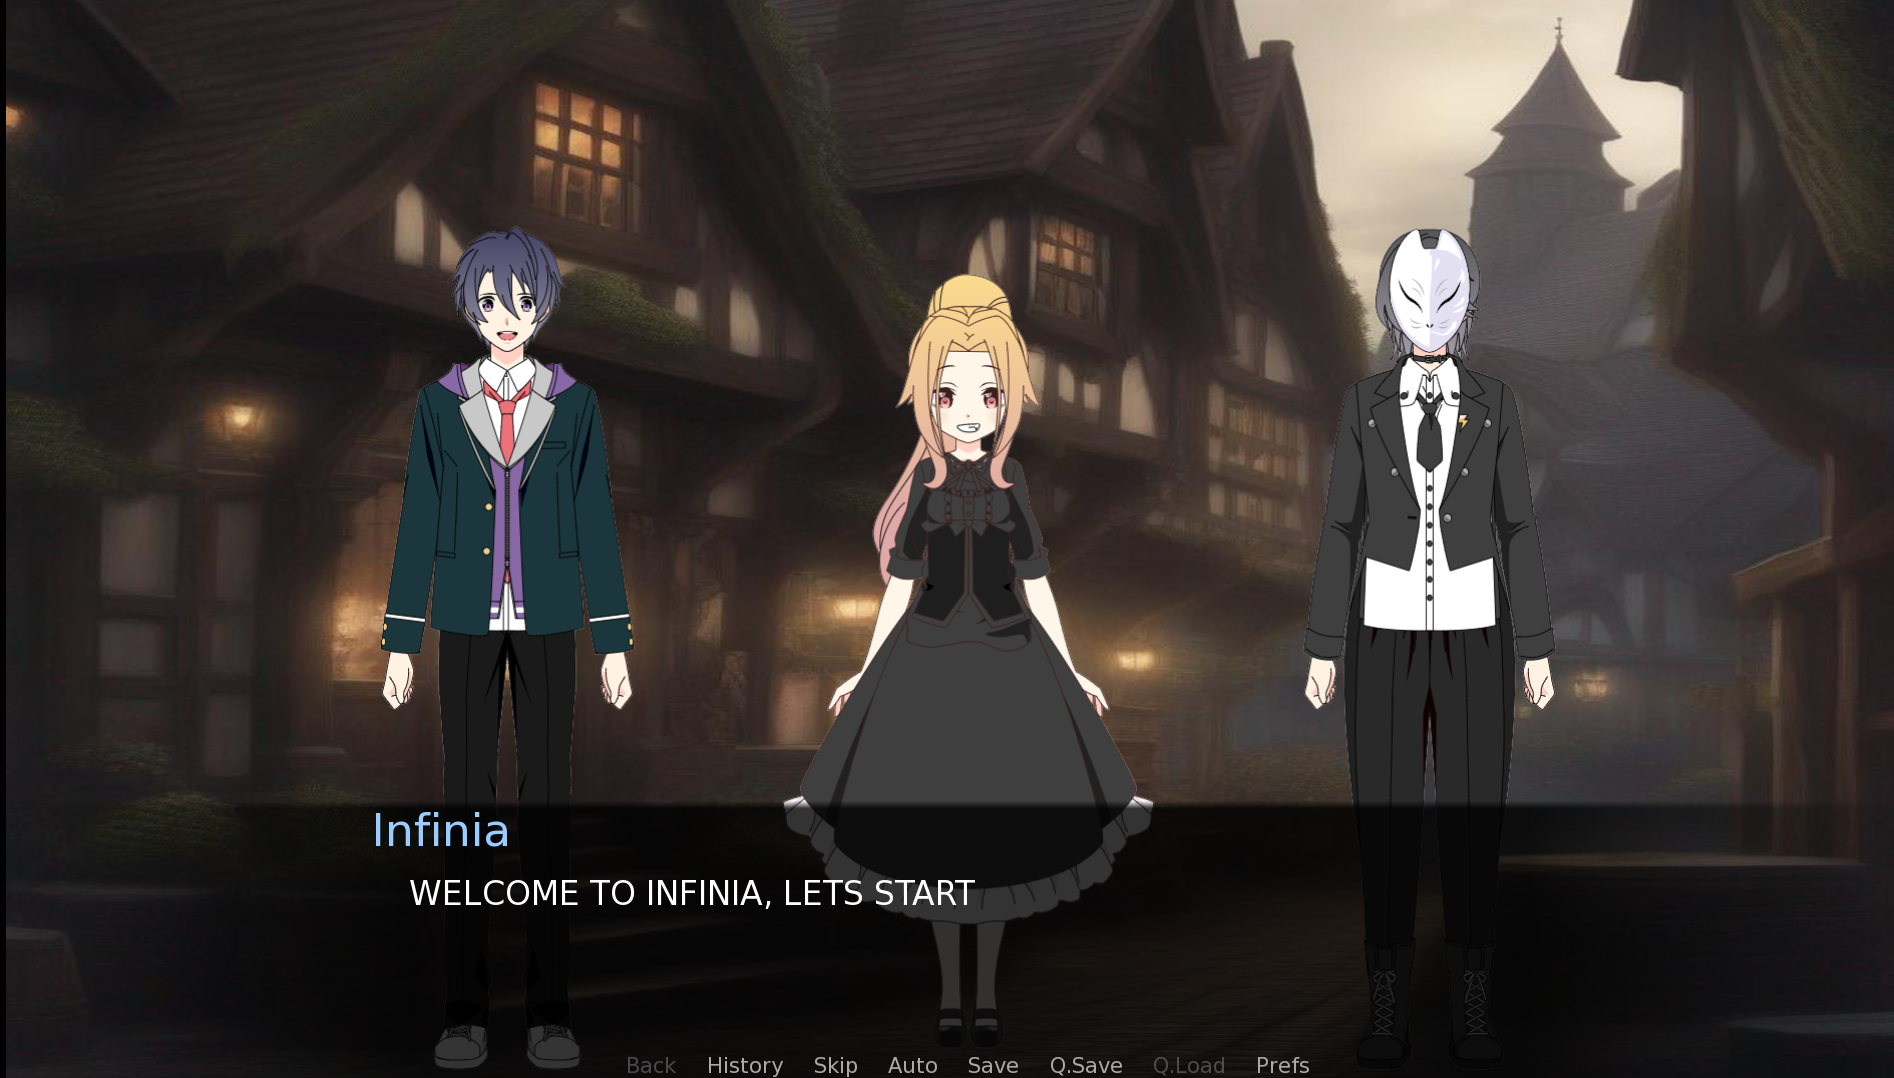 Infinia
WELCOME TO INFINIA, LETS START
Back History Skip Auto Save Q.Save Q.Load Prefs